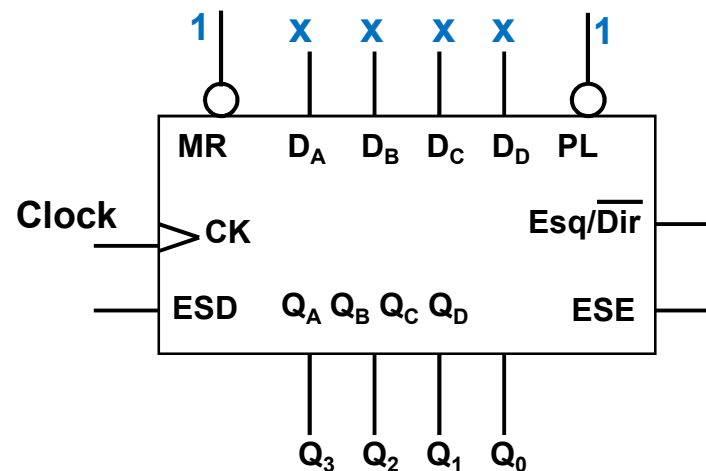 1 x x x x 1
MR D_A D_B D_C D_D PL
Clock
CK
Esq/D̅i̅r̅
ESD Q_A Q_B Q_C Q_D ESE
Q_3 Q_2 Q_1 Q_0